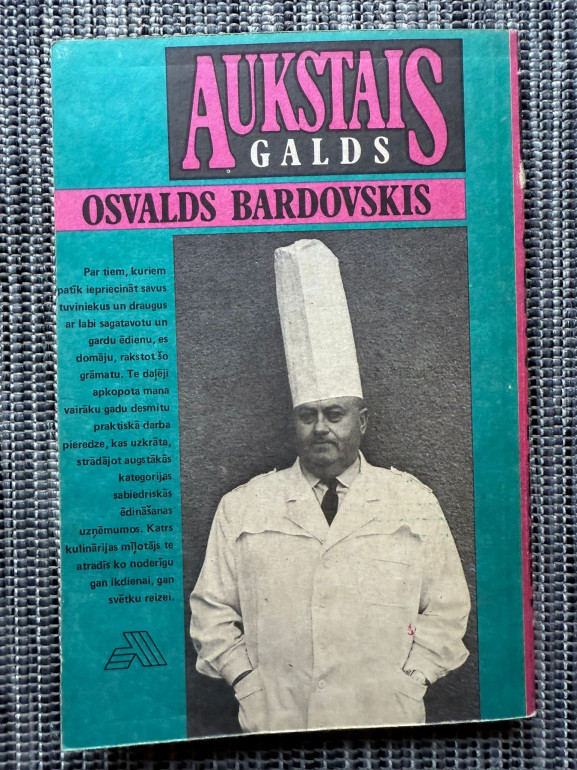 AUKSTAIS
GALDS
OSVALDS BARDOVSKIS
Par tiem, kuriem
patīk iepriecināt savus
tuviniekus un draugus
ar labi sagatavotu un
gardu ēdienu, es
domāju, rakstot šo
grāmatu. Te daļēji
apkopota mana
vairāku gadu desmitu
praktiskā darba
pieredze, kas uzkrāta,
strādājot augstākās
kategorijas
sabiedriskās
ēdināšanas
uzņēmumos. Katrs
kulinārijas mīļotājs te
atradīs ko noderīgu
gan ikdienai, gan
svētku reizei.